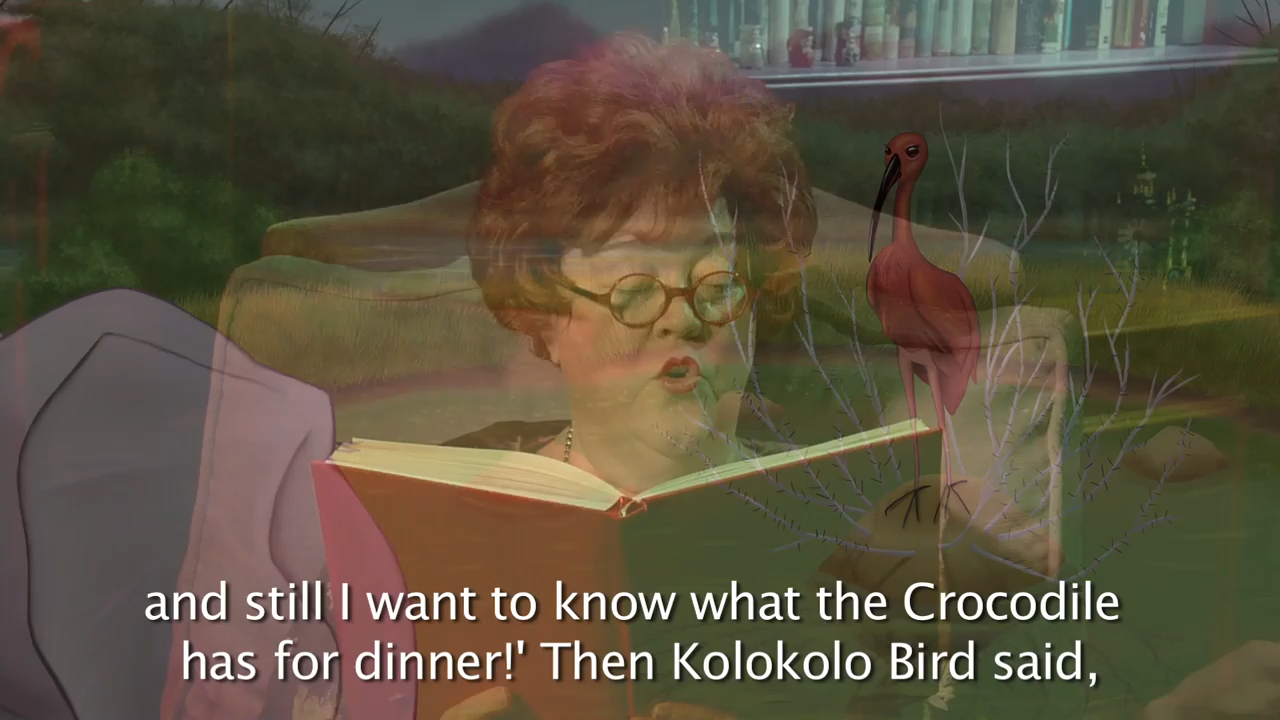 and still I want to know what the Crocodile
has for dinner!' Then Kolokolo Bird said,